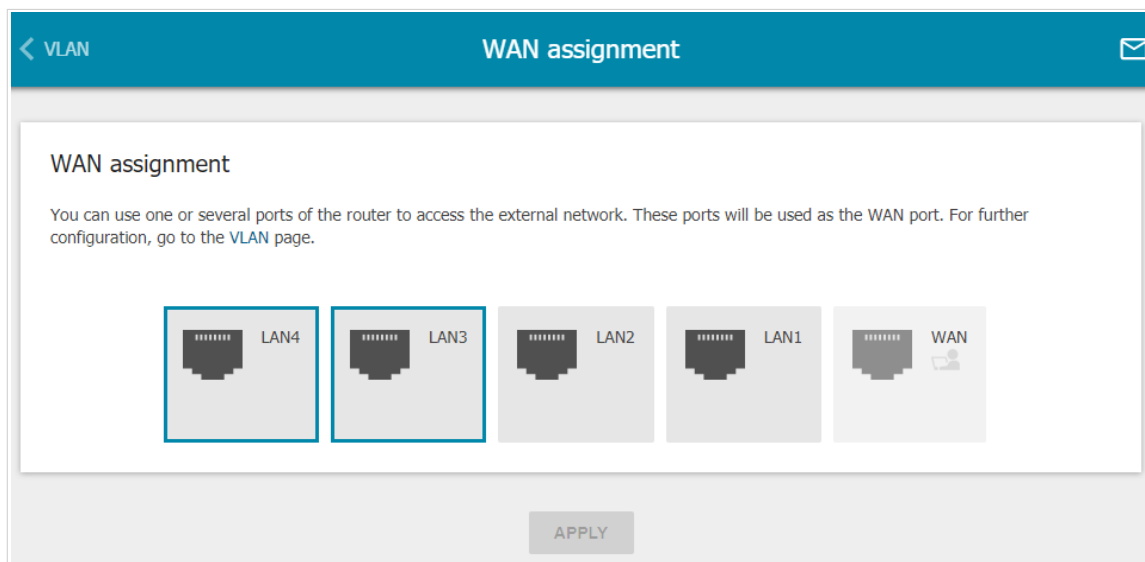 VLAN
WAN assignment
WAN assignment
You can use one or several ports of the router to access the external network. These ports will be used as the WAN port. For further
configuration, go to the VLAN page.
LAN4
LAN3
LAN2
LAN1
WAN
APPLY